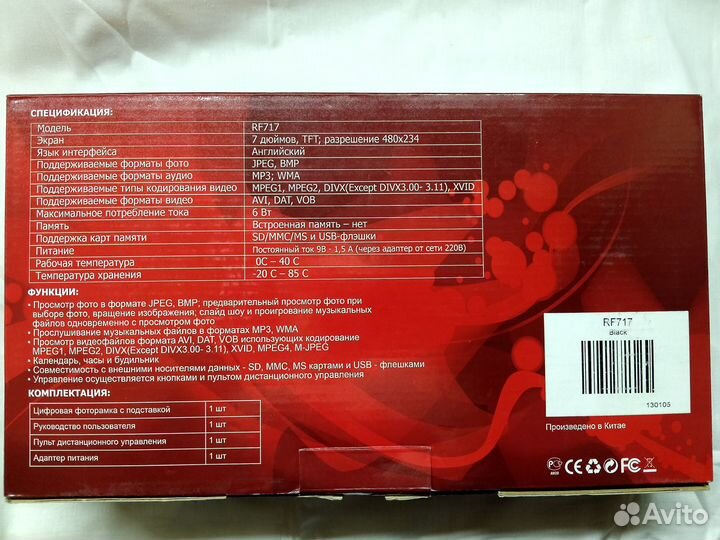 СПЕЦИФИКАЦИЯ:
Модель RF717
Экран 7 дюймов, TFT; разрешение 480x234
Язык интерфейса Английский
Поддерживаемые форматы фото JPEG, BMP
Поддерживаемые форматы аудио MP3; WMA
Поддерживаемые типы кодирования видео MPEG1, MPEG2, DIVX(Except DIVX3.00- 3.11), XVID
Поддерживаемые форматы видео AVI, DAT, VOB
Максимальное потребление тока 6 Вт
Память Встроенная память – нет
Поддержка карт памяти SD/MMC/MS и USB-флэшки
Питание Постоянный ток 9В - 1,5 А (через адаптер от сети 220В)
Рабочая температура 0С – 40 С
Температура хранения -20 С – 85 С
ФУНКЦИИ:
• Просмотр фото в формате JPEG, BMP; предварительный просмотр фото при
выборе фото, вращение изображения; слайд шоу и проигрование музыкальных
файлов одновременно с просмотром фото
• Прослушивание музыкальных файлов в форматах MP3, WMA
• Просмотр видеофайлов формата AVI, DAT, VOB использующих кодирование
MPEG1, MPEG2, DIVX(Except DIVX3.00- 3.11), XVID, MPEG4, M-JPEG
• Календарь, часы и будильник
• Совместимость с внешними носителями данных - SD, MMC, MS картами и USB - флешками
• Управление осуществляется кнопками и пультом дистанционного управления
КОМПЛЕКТАЦИЯ:
Цифровая фоторамка с подставкой 1 шт
Руководство пользователя 1 шт
Пульт дистанционного управления 1 шт
Адаптер питания 1 шт
RF717
Black
130105
Произведено в Китае
CE FC
Avito